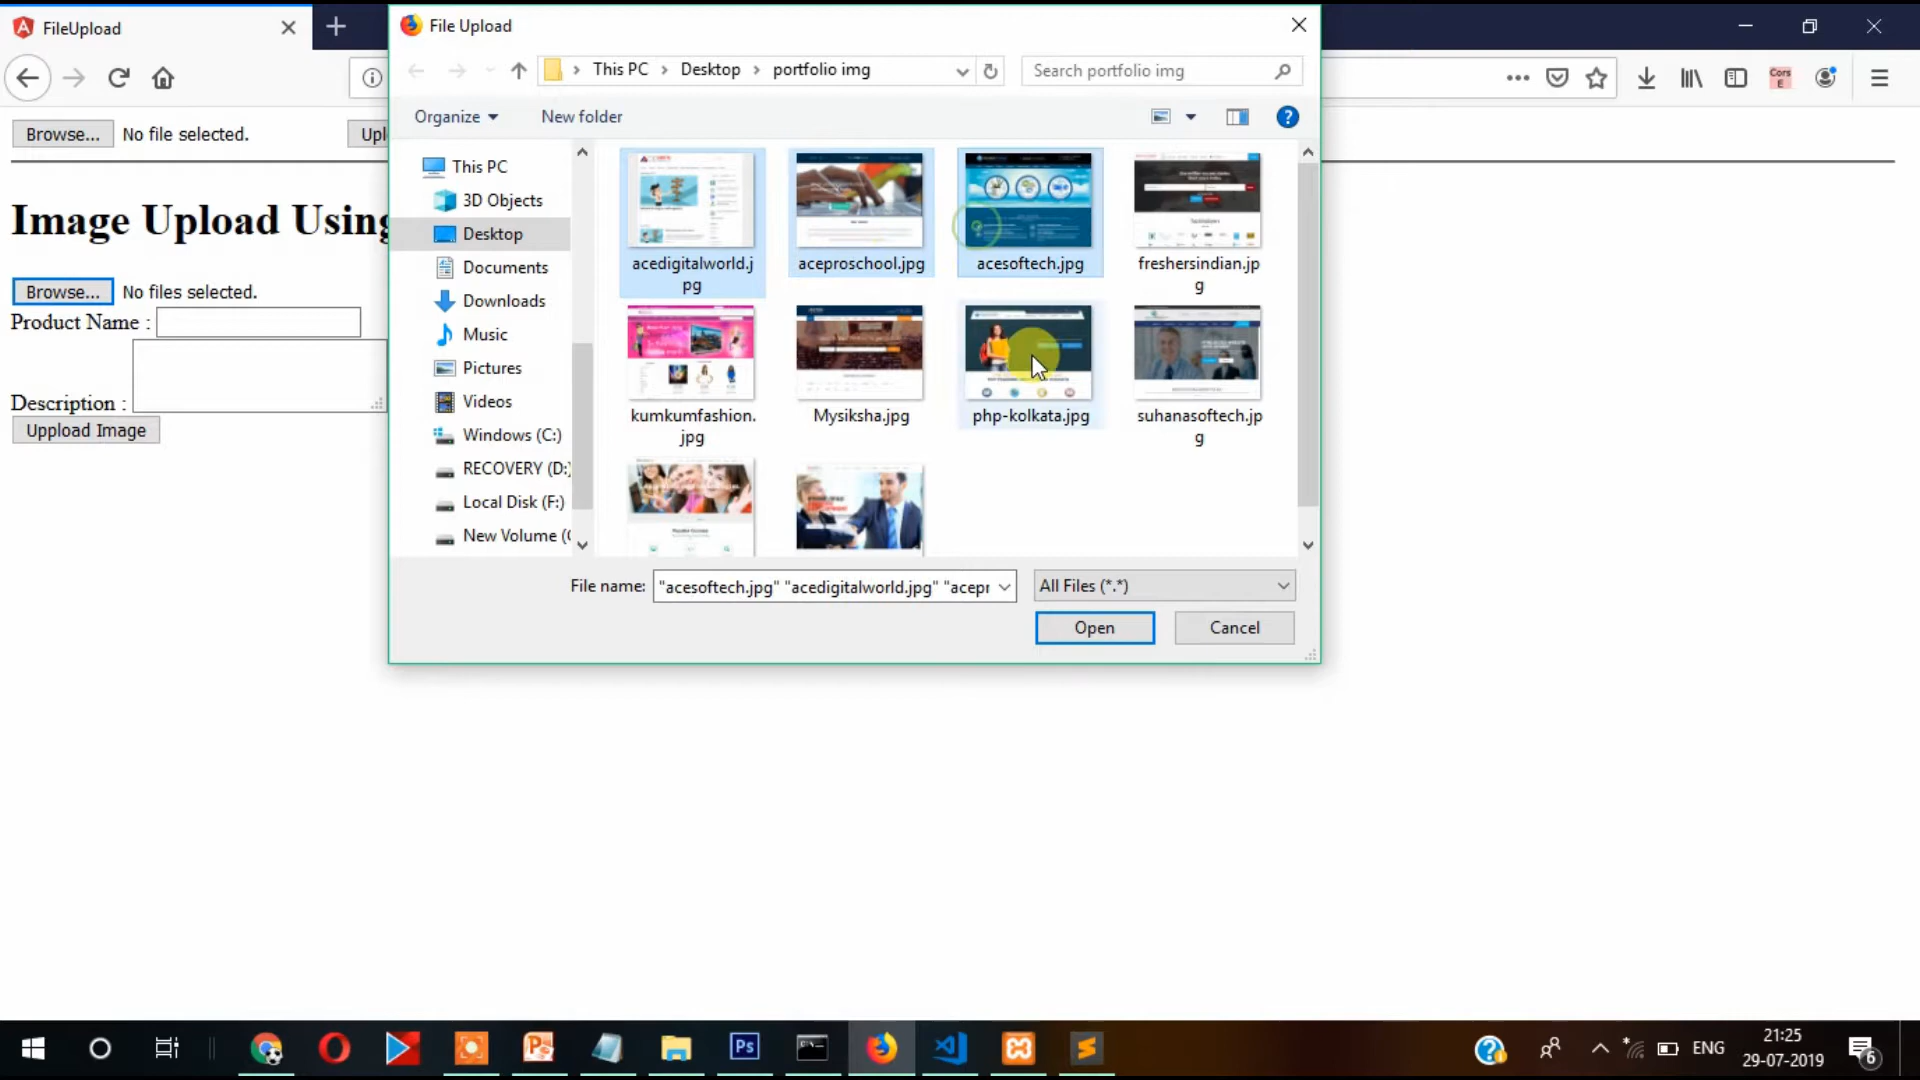 FileUpload
File Upload
This PC > Desktop > portfolio img
Search portfolio img
Cors
E
Organize
New folder
Browse...
No file selected.
Upl
Image Upload Using
Browse...
No files selected.
Product Name :
Description :
Uppload Image
This PC
3D Objects
Desktop
Documents
Downloads
Music
Pictures
Videos
Windows (C:)
RECOVERY (D:)
Local Disk (F:)
New Volume (
acedigitalworld.j
pg
aceproschool.jpg
acesoftech.jpg
freshersindian.jp
g
kumkumfashion.
jpg
Mysiksha.jpg
php-kolkata.jpg
suhanasoftech.jp
g
File name:
"acesoftech.jpg" "acedigitalworld.jpg" "acepr
All Files (*.*)
Open
Cancel
Ps
ENG
21:25
29-07-2019
6